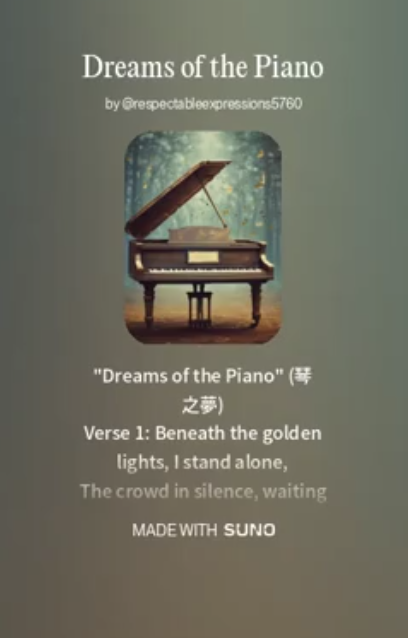 Dreams of the Piano
by @respectableexpressions5760
"Dreams of the Piano" (琴
之夢)
Verse 1: Beneath the golden
lights, I stand alone,
The crowd in silence, waiting
MADE WITH SUNO